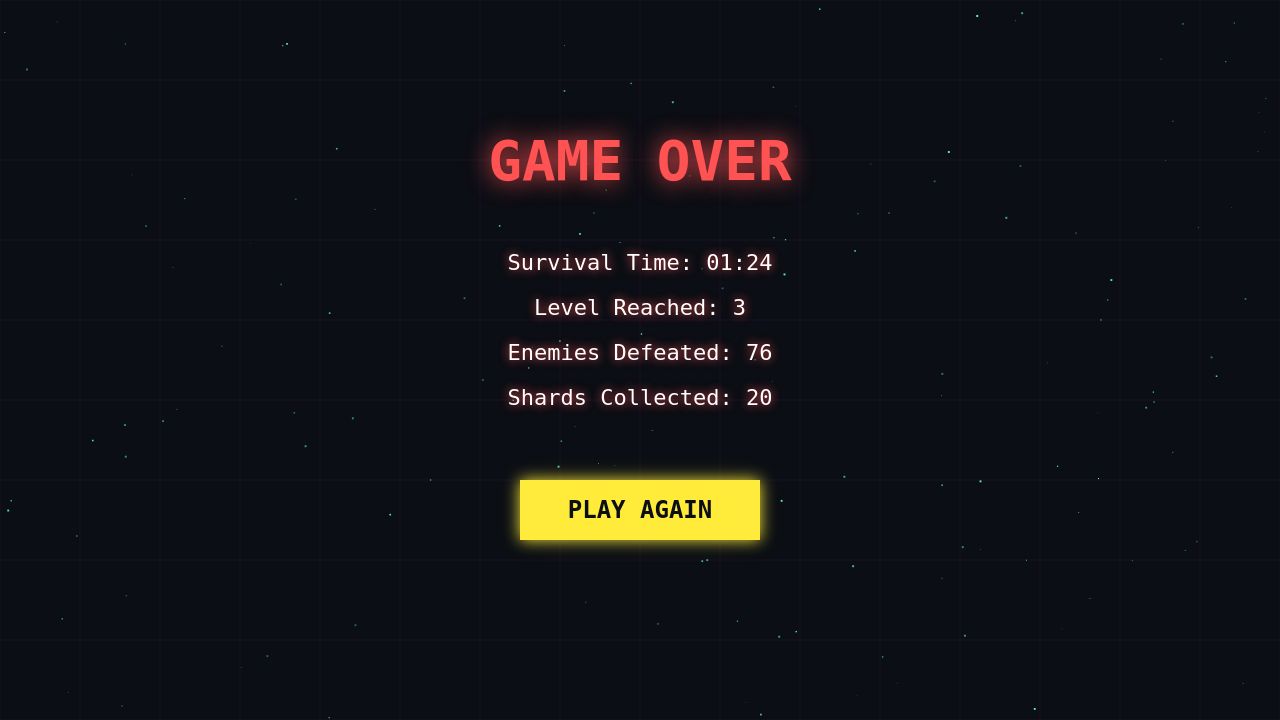 GAME OVER
Survival Time: 01:24
Level Reached: 3
Enemies Defeated: 76
Shards Collected: 20
PLAY AGAIN